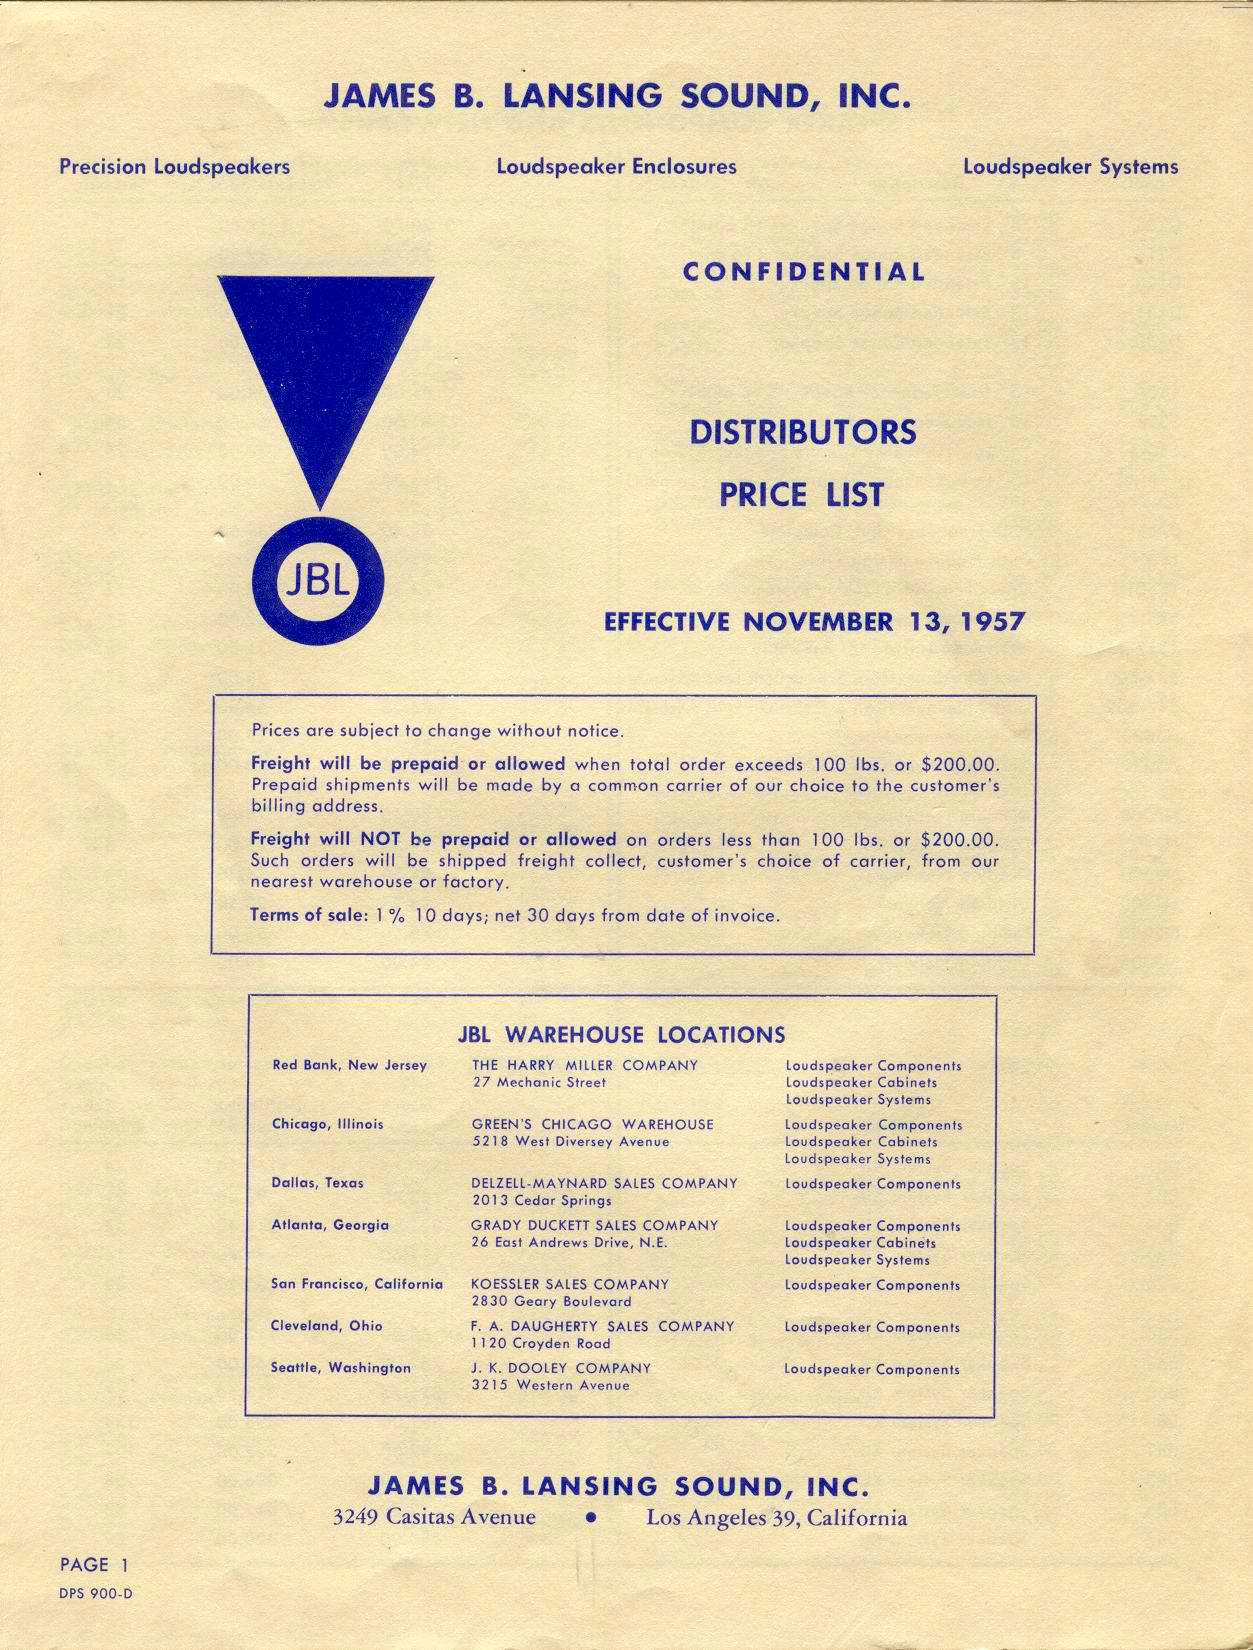 JAMES B. LANSING SOUND, INC.
Precision Loudspeakers Loudspeaker Enclosures Loudspeaker Systems
CONFIDENTIAL
DISTRIBUTORS
PRICE LIST
JBL
EFFECTIVE NOVEMBER 13, 1957
Prices are subject to change without notice.
Freight will be prepaid or allowed when total order exceeds 100 lbs. or $200.00.
Prepaid shipments will be made by a common carrier of our choice to the customer's
billing address.
Freight will NOT be prepaid or allowed on orders less than 100 lbs. or $200.00.
Such orders will be shipped freight collect, customer's choice of carrier, from our
nearest warehouse or factory.
Terms of sale: 1% 10 days; net 30 days from date of invoice.
JBL WAREHOUSE LOCATIONS
Red Bank, New Jersey THE HARRY MILLER COMPANY Loudspeaker Components
27 Mechanic Street Loudspeaker Cabinets
Loudspeaker Systems
Chicago, Illinois GREEN'S CHICAGO WAREHOUSE Loudspeaker Components
5218 West Diversey Avenue Loudspeaker Cabinets
Loudspeaker Systems
Dallas, Texas DELZELL-MAYNARD SALES COMPANY Loudspeaker Components
2013 Cedar Springs
Atlanta, Georgia GRADY DUCKETT SALES COMPANY Loudspeaker Components
26 East Andrews Drive, N.E. Loudspeaker Cabinets
Loudspeaker Systems
San Francisco, California KOESSLER SALES COMPANY Loudspeaker Components
2830 Geary Boulevard
Cleveland, Ohio F. A. DAUGHERTY SALES COMPANY Loudspeaker Components
1120 Croyden Road
Seattle, Washington J. K. DOOLEY COMPANY Loudspeaker Components
3215 Western Avenue
JAMES B. LANSING SOUND, INC.
3249 Casitas Avenue • Los Angeles 39, California
PAGE 1
DPS 900-D